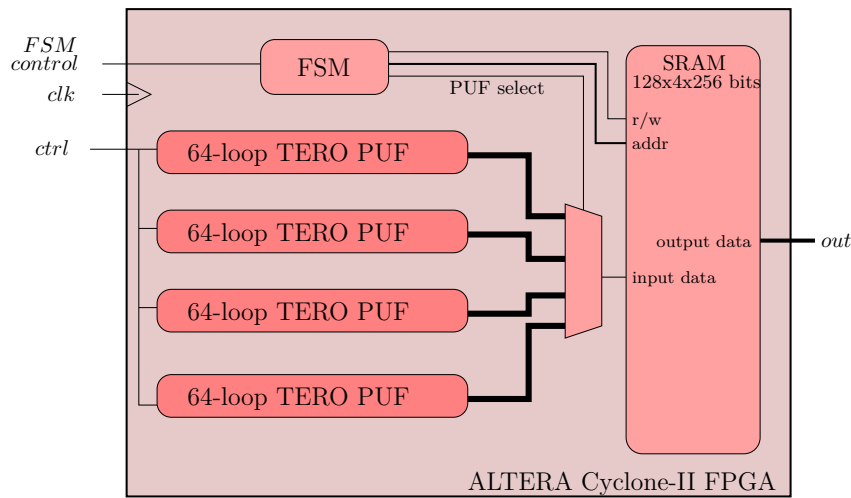 FSM
control
clk
ctrl
FSM
PUF select
SRAM
128x4x256 bits
r/w
addr
64-loop TERO PUF
64-loop TERO PUF
64-loop TERO PUF
64-loop TERO PUF
output data
input data
out
ALTERA Cyclone-II FPGA